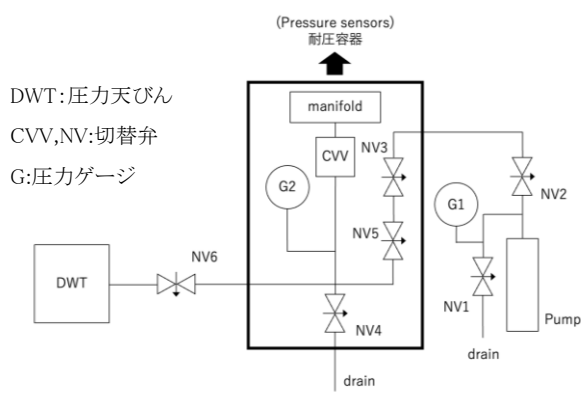 (Pressure sensors)
耐圧容器
DWT:圧力天びん
CVV,NV:切替弁
G:圧力ゲージ
manifold
CVV
NV3
G2
NV5
G1
NV2
NV6
DWT
NV1
Pump
NV4
drain
drain